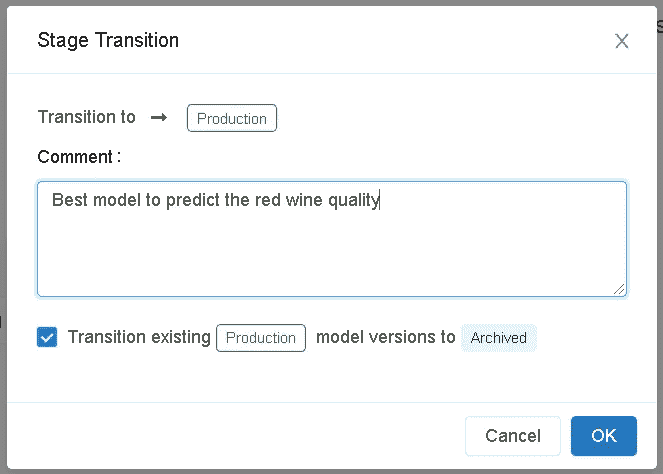 Stage Transition
Transition to → Production
Comment :
Best model to predict the red wine quality
Transition existing Production model versions to Archived
Cancel OK